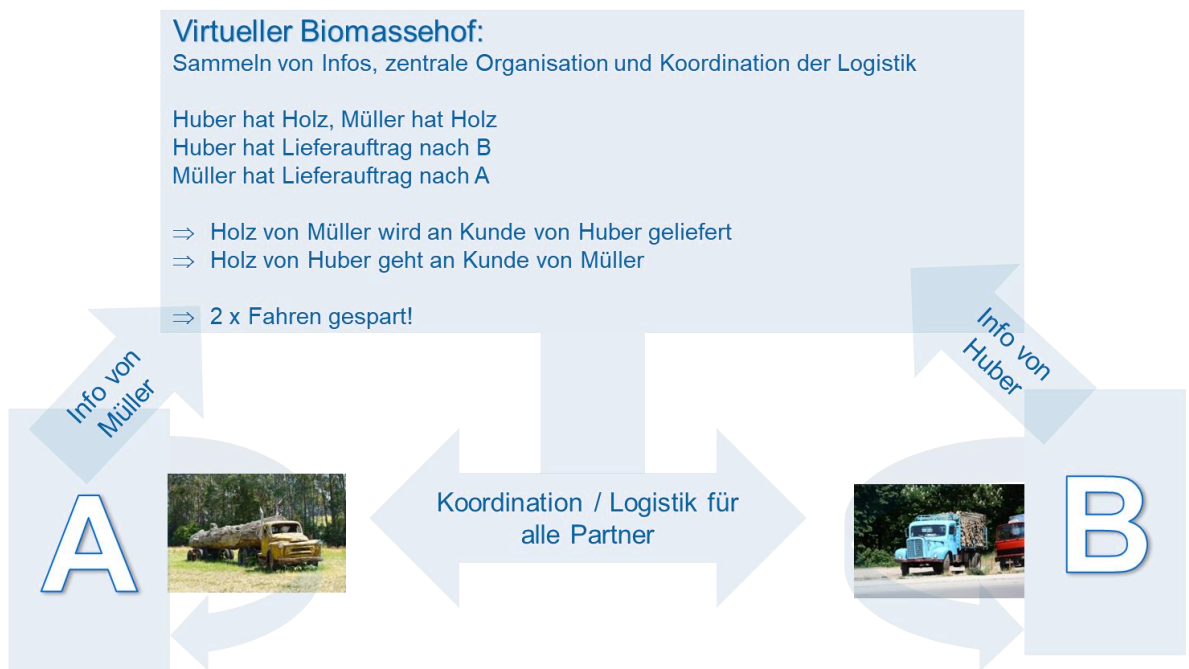 Virtueller Biomassehof:
Sammeln von Infos, zentrale Organisation und Koordination der Logistik
Huber hat Holz, Müller hat Holz
Huber hat Lieferauftrag nach B
Müller hat Lieferauftrag nach A
⇒ Holz von Müller wird an Kunde von Huber geliefert
⇒ Holz von Huber geht an Kunde von Müller
⇒ 2 x Fahren gespart!
Info von
Müller
Info von
Huber
A
Koordination / Logistik für
alle Partner
B